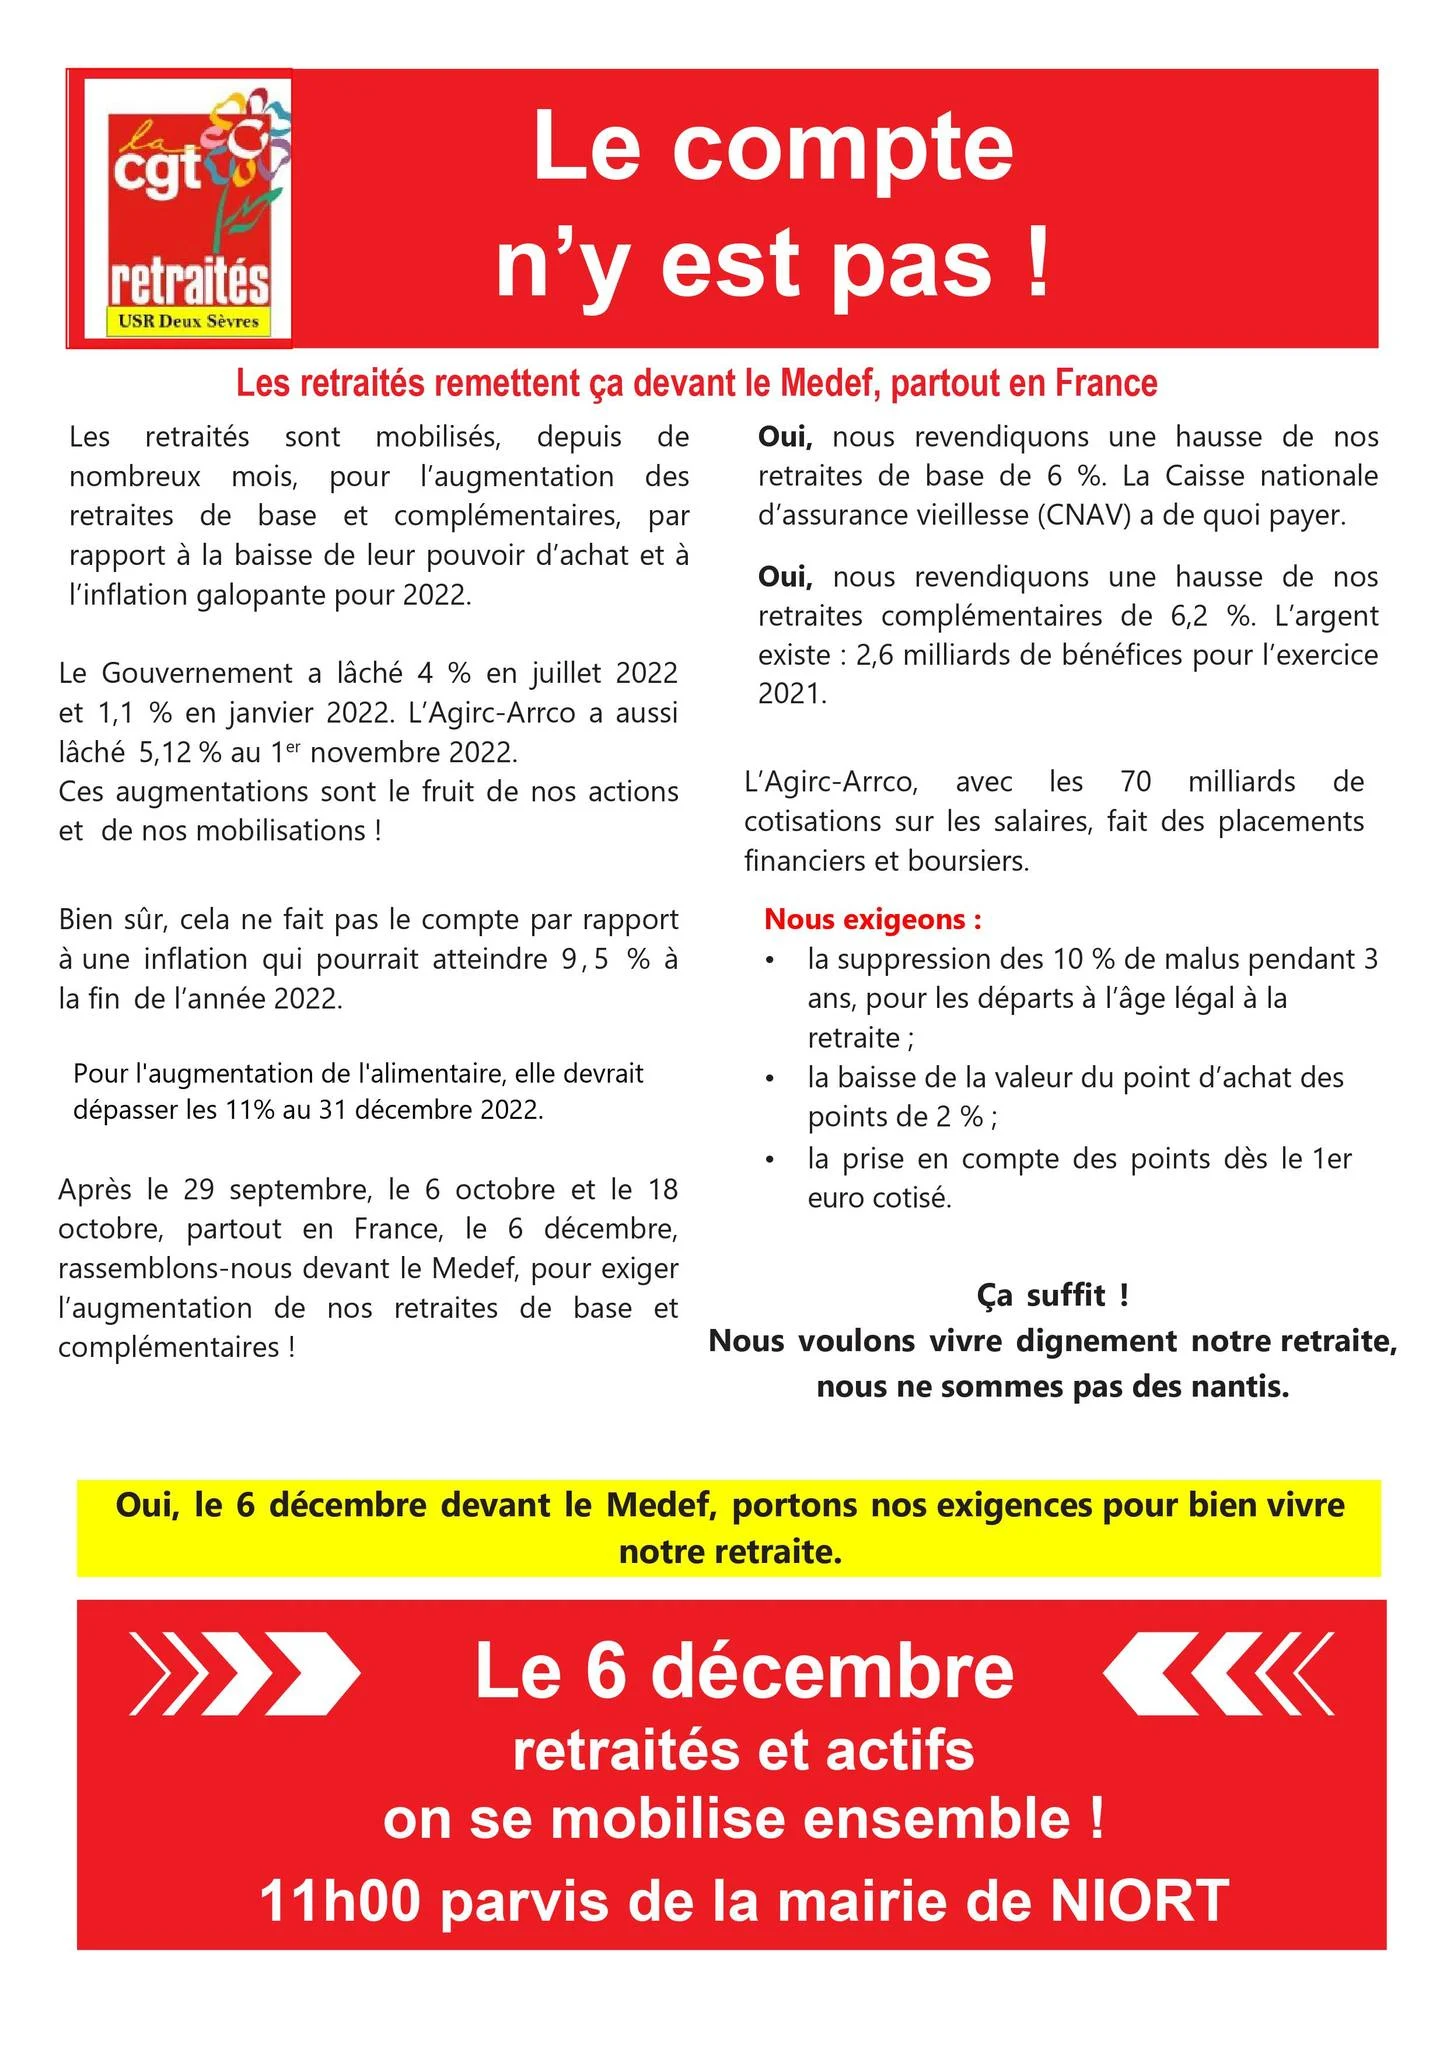 la
cgt
retraités
USR Deux Sèvres
Le compte
n’y est pas !
Les retraités remettent ça devant le Medef, partout en France
Les retraités sont mobilisés, depuis de
nombreux mois, pour l’augmentation des
retraites de base et complémentaires, par
rapport à la baisse de leur pouvoir d’achat et à
l’inflation galopante pour 2022.
Le Gouvernement a lâché 4 % en juillet 2022
et 1,1 % en janvier 2022. L’Agirc-Arrco a aussi
lâché 5,12 % au 1er novembre 2022.
Ces augmentations sont le fruit de nos actions
et de nos mobilisations !
Bien sûr, cela ne fait pas le compte par rapport
à une inflation qui pourrait atteindre 9,5 % à
la fin de l’année 2022.
Pour l'augmentation de l'alimentaire, elle devrait
dépasser les 11% au 31 décembre 2022.
Après le 29 septembre, le 6 octobre et le 18
octobre, partout en France, le 6 décembre,
rassemblons-nous devant le Medef, pour exiger
l’augmentation de nos retraites de base et
complémentaires !
Oui, nous revendiquons une hausse de nos
retraites de base de 6 %. La Caisse nationale
d’assurance vieillesse (CNAV) a de quoi payer.
Oui, nous revendiquons une hausse de nos
retraites complémentaires de 6,2 %. L’argent
existe : 2,6 milliards de bénéfices pour l’exercice
2021.
L’Agirc-Arrco, avec les 70 milliards de
cotisations sur les salaires, fait des placements
financiers et boursiers.
Nous exigeons :
• la suppression des 10 % de malus pendant 3
ans, pour les départs à l’âge légal à la
retraite ;
• la baisse de la valeur du point d’achat des
points de 2 % ;
• la prise en compte des points dès le 1er
euro cotisé.
Ça suffit !
Nous voulons vivre dignement notre retraite,
nous ne sommes pas des nantis.
Oui, le 6 décembre devant le Medef, portons nos exigences pour bien vivre
notre retraite.
Le 6 décembre
retraités et actifs
on se mobilise ensemble !
11h00 parvis de la mairie de NIORT